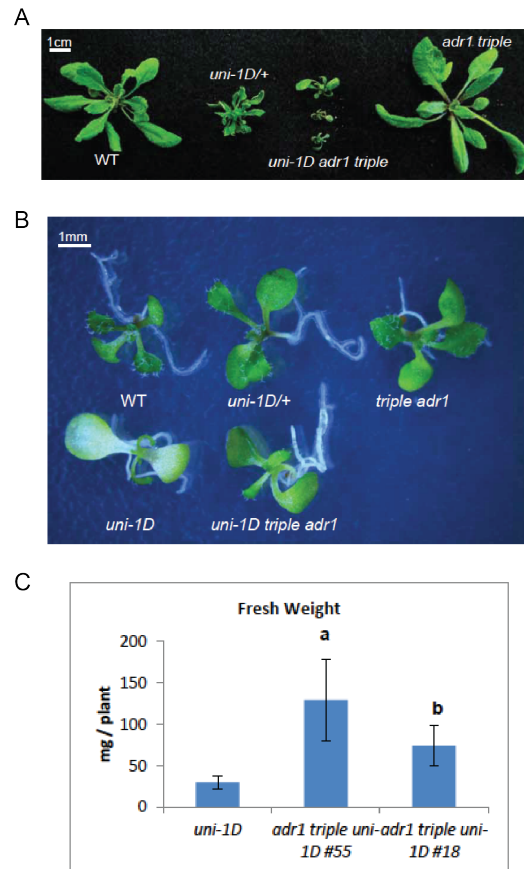 A
1cm
adr1 triple
uni-1D/+
WT
uni-1D adr1 triple
B
1mm
WT
uni-1D/+
triple adr1
uni-1D
uni-1D triple adr1
C
Fresh Weight
200
150
100
50
0
mg / plant
a
b
uni-1D
adr1 triple uni-
1D #55
adr1 triple uni-
1D #18